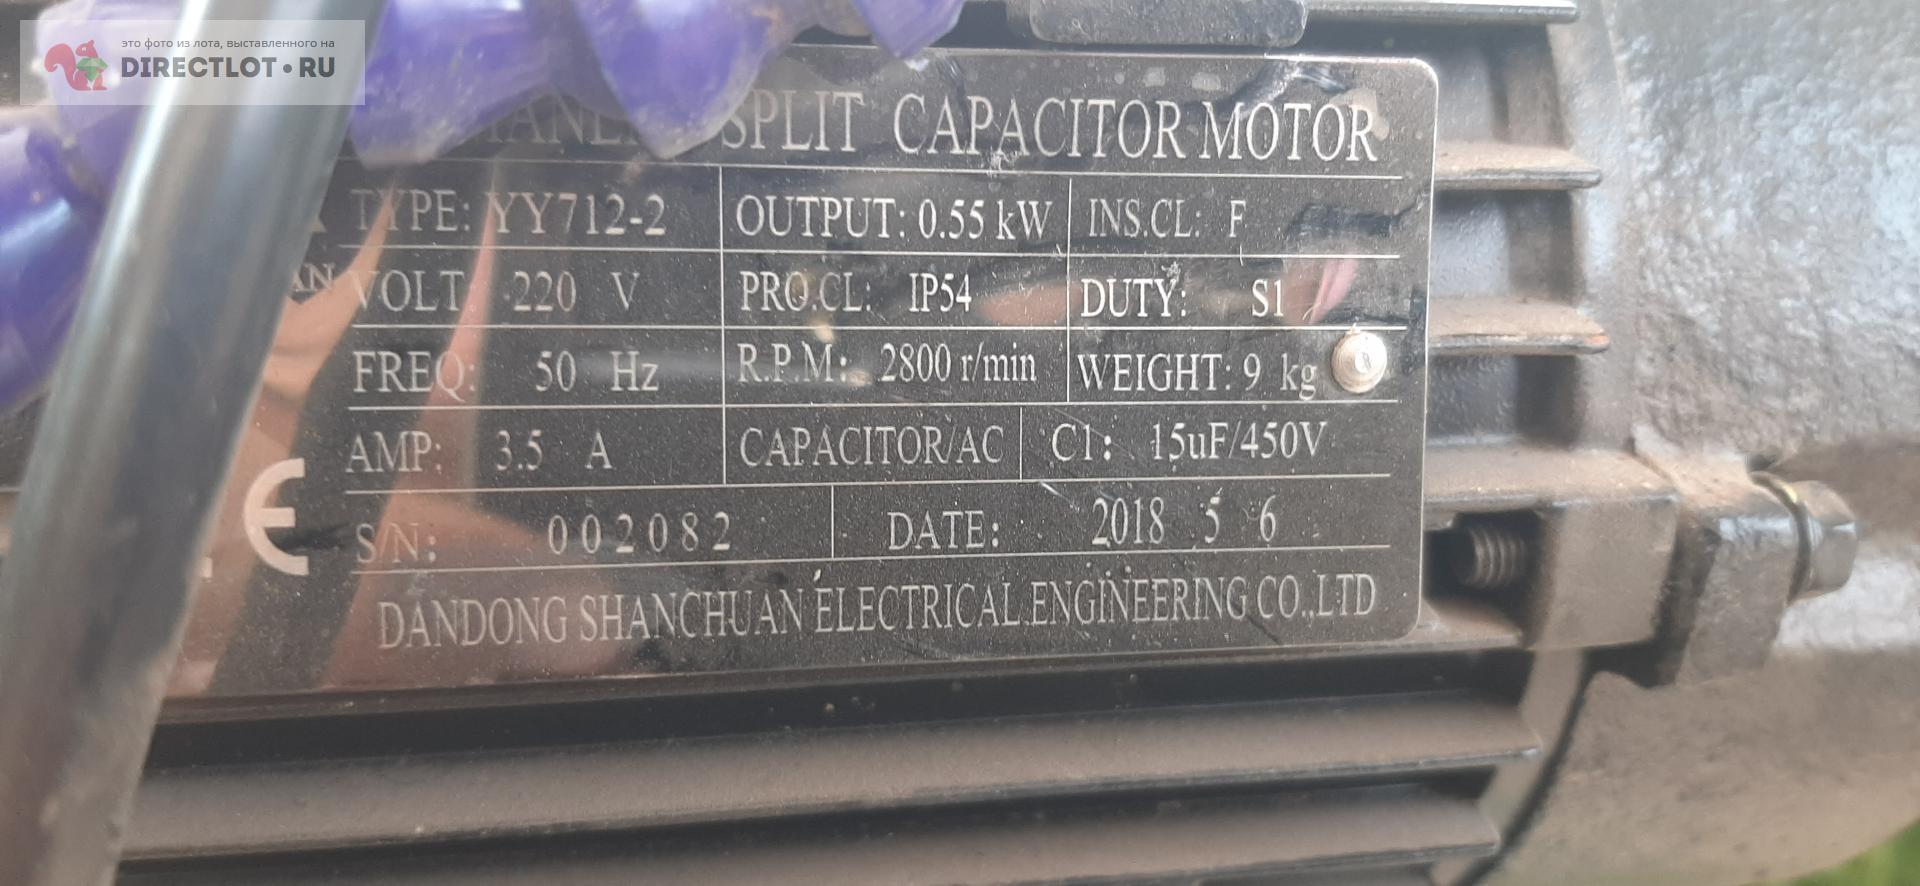 это фото из лота, выставленного на
DIRECTLOT•RU
SPLIT CAPACITOR MOTOR
TYPE: YY712-2 OUTPUT: 0.55 kW INS.CL: F
VOLT: 220 V PRO.CL: IP54 DUTY: S1
FREQ: 50 Hz R.P.M: 2800 r/min WEIGHT: 9 kg
AMP: 3.5 A CAPACITOR/AC C1: 15uF/450V
CE
S/N: 002082 DATE: 2018 5 6
DANDONG SHANCHUAN ELECTRICAL ENGINEERING CO.,LTD